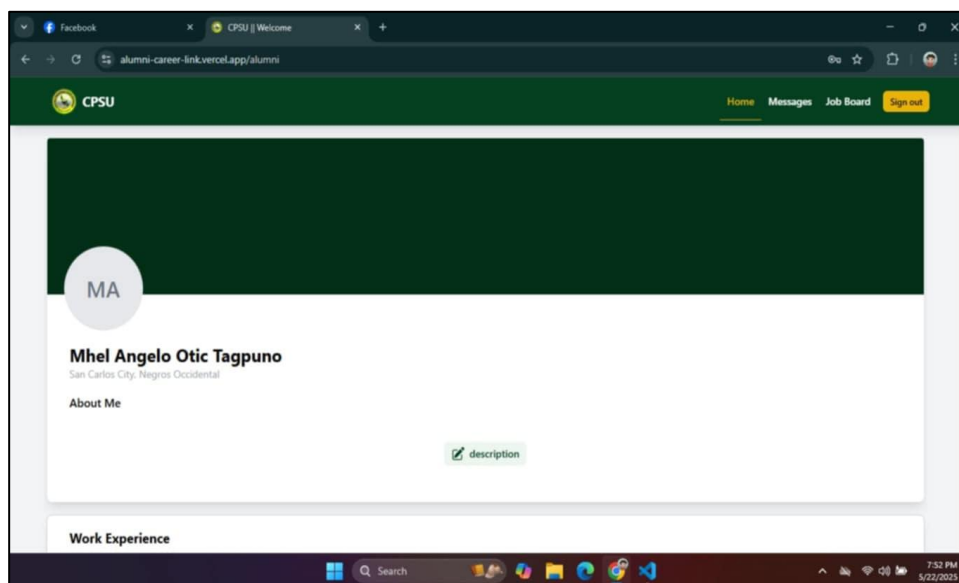 Facebook
CPSU || Welcome
alumni-career-link.vercel.app/alumni
CPSU
Home Messages Job Board Sign out
MA
Mhel Angelo Otic Tagpuno
San Carlos City, Negros Occidental
About Me
description
Work Experience
Search
7:52 PM
5/22/2025